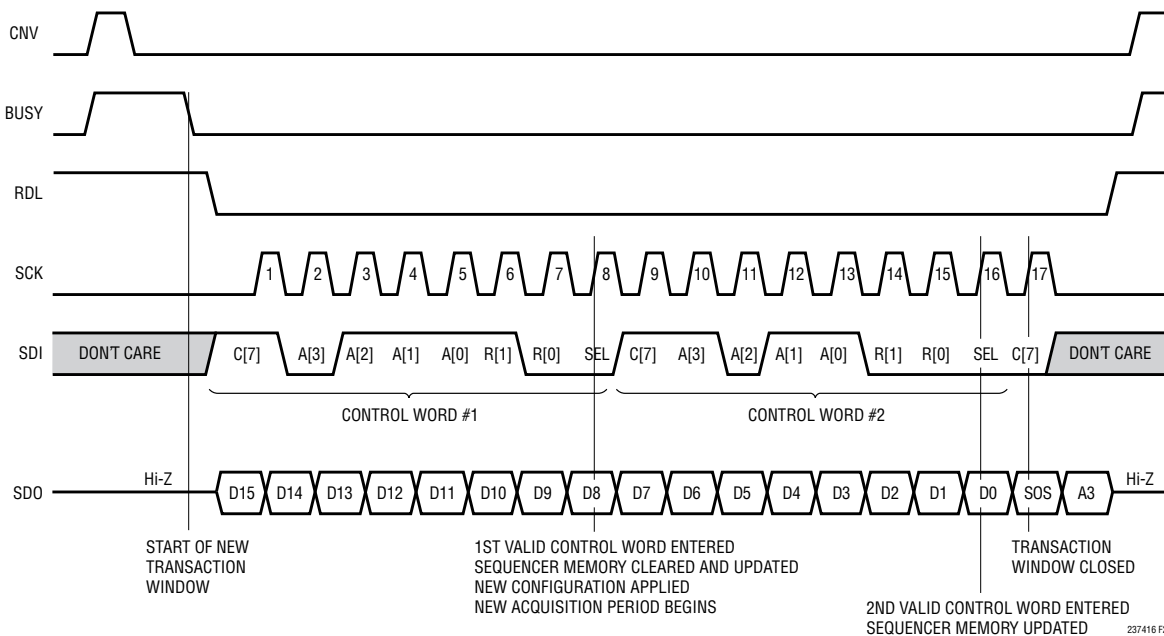 CNV
BUSY
RDL
SCK 1 2 3 4 5 6 7 8 9 10 11 12 13 14 15 16 17
SDI DON'T CARE C[7] A[3] A[2] A[1] A[0] R[1] R[0] SEL C[7] A[3] A[2] A[1] A[0] R[1] R[0] SEL C[7] DON'T CARE
CONTROL WORD #1 CONTROL WORD #2
SDO Hi-Z D15 D14 D13 D12 D11 D10 D9 D8 D7 D6 D5 D4 D3 D2 D1 D0 SOS A3 Hi-Z
START OF NEW
TRANSACTION
WINDOW
1ST VALID CONTROL WORD ENTERED
SEQUENCER MEMORY CLEARED AND UPDATED
NEW CONFIGURATION APPLIED
NEW ACQUISITION PERIOD BEGINS
TRANSACTION
WINDOW CLOSED
2ND VALID CONTROL WORD ENTERED
SEQUENCER MEMORY UPDATED
237416